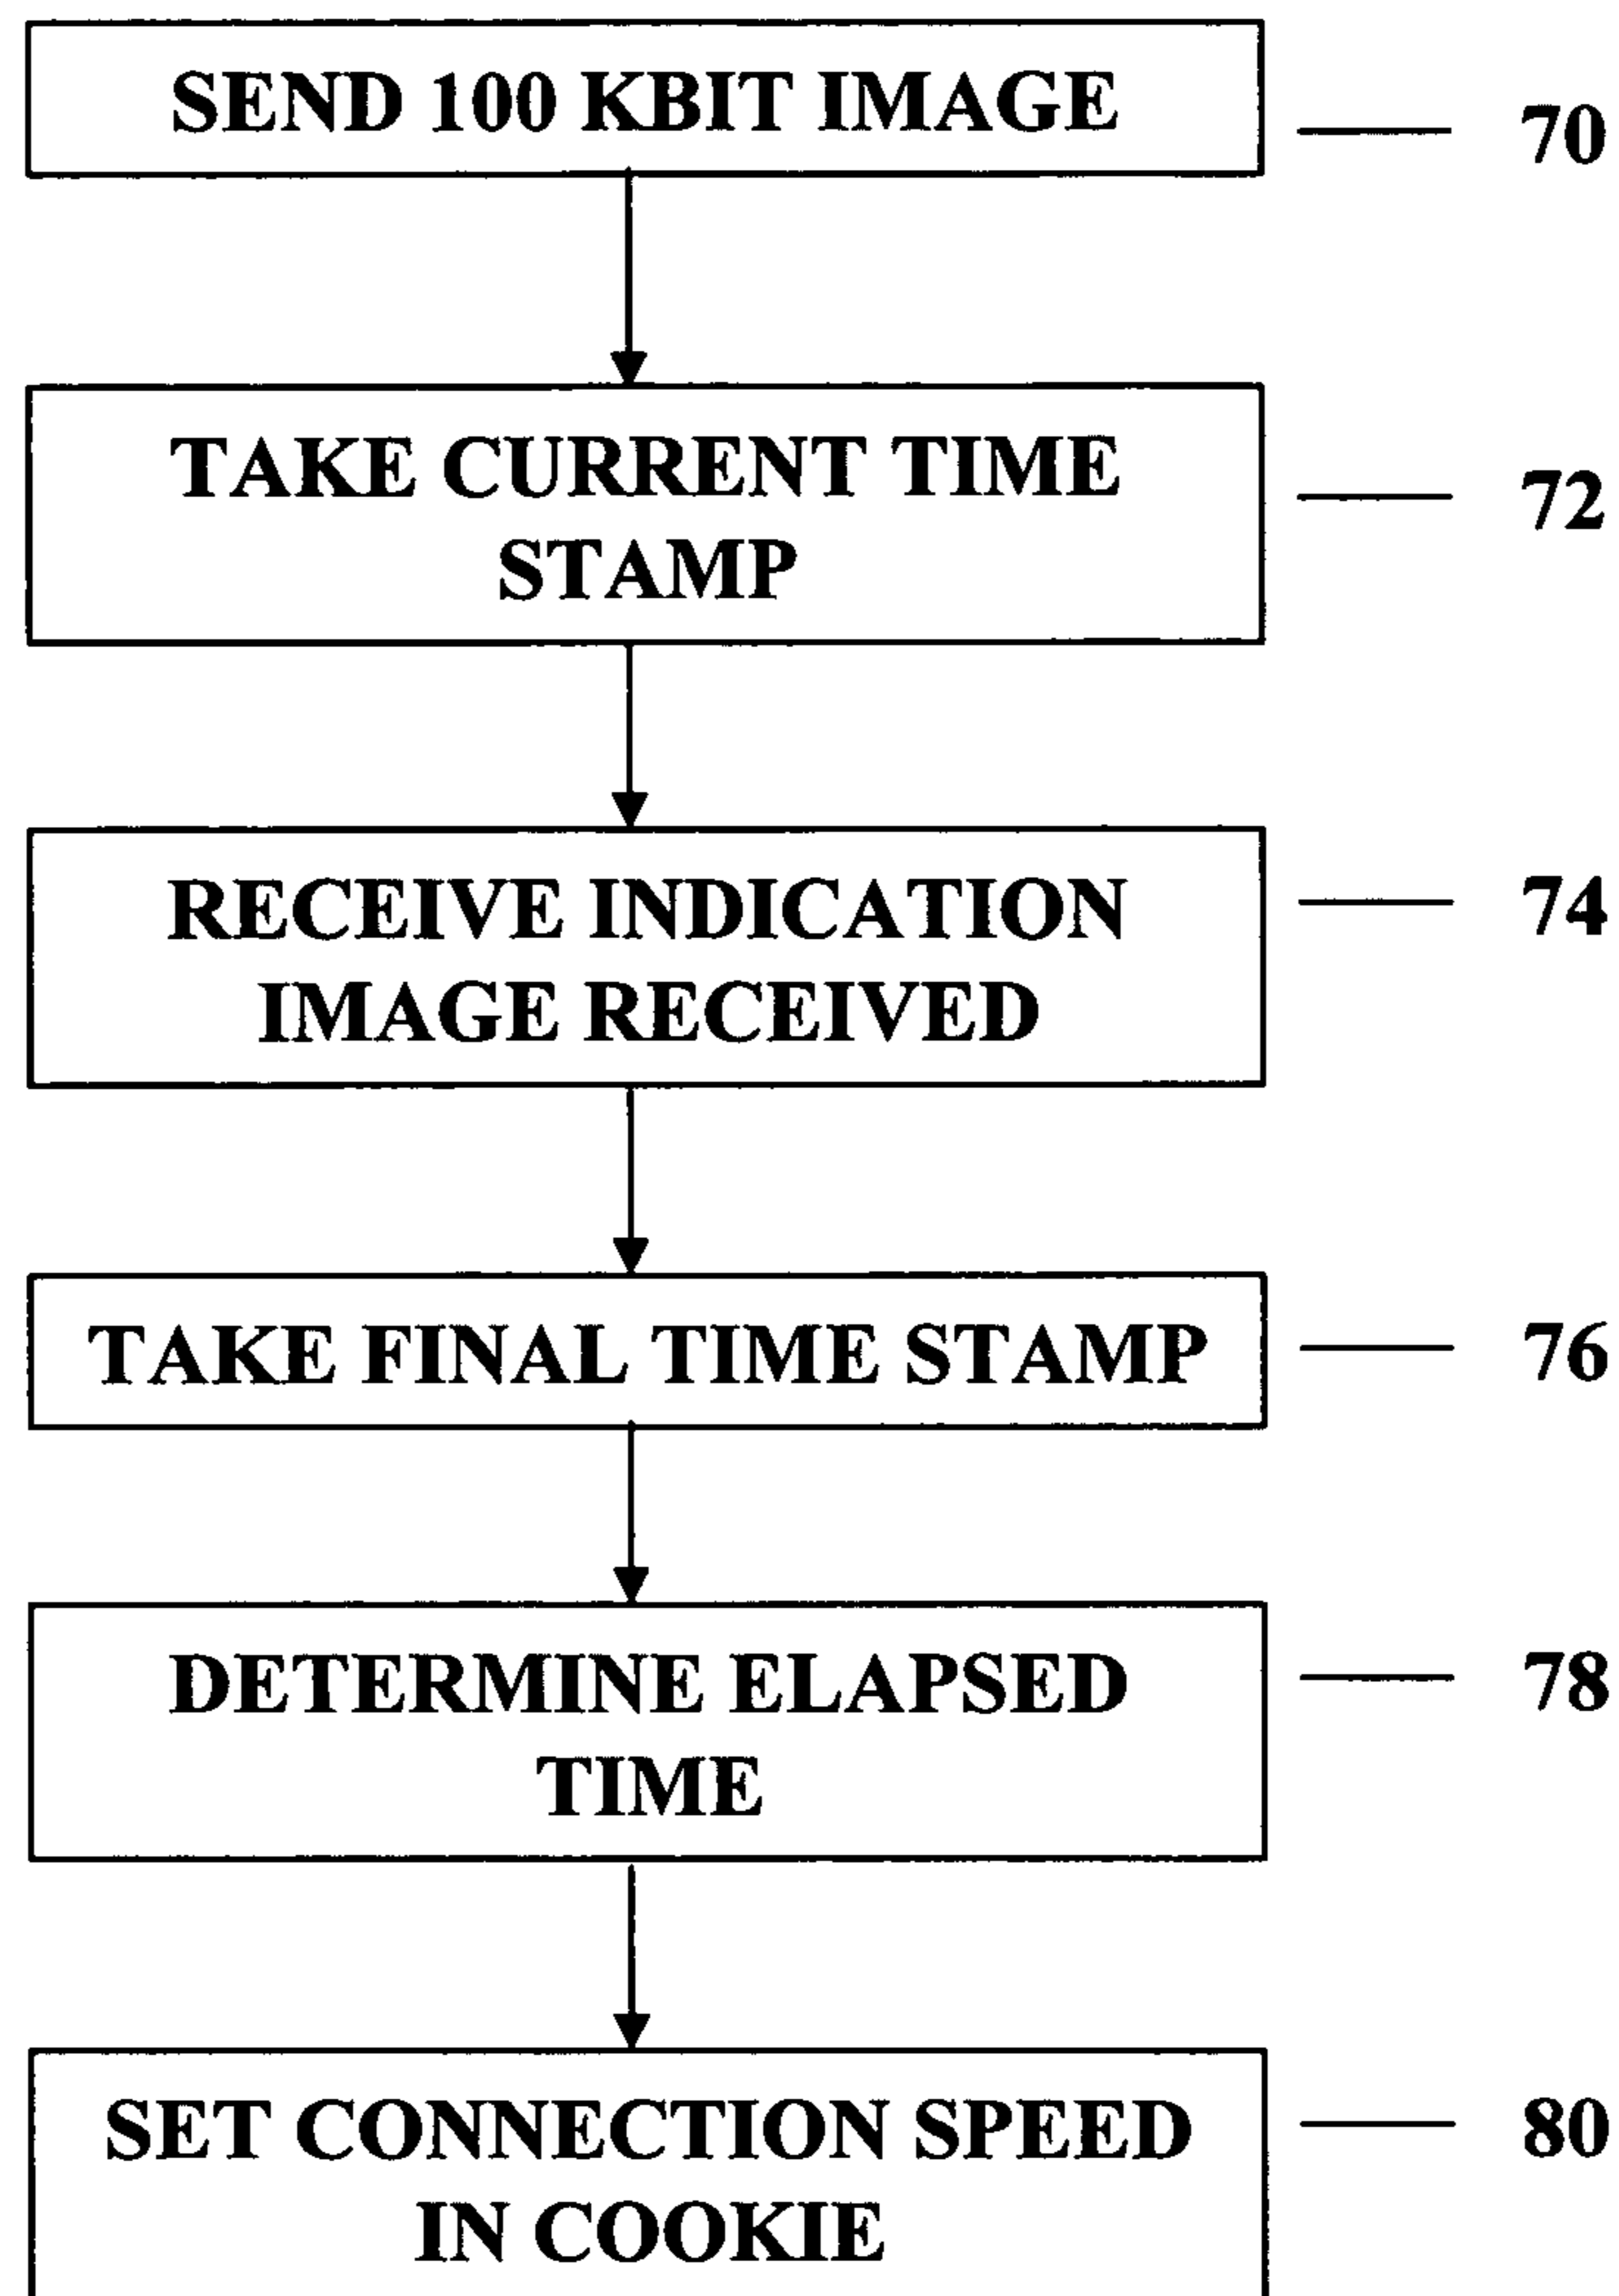 SEND 100 KBIT IMAGE
70
TAKE CURRENT TIME
STAMP
72
RECEIVE INDICATION
IMAGE RECEIVED
74
TAKE FINAL TIME STAMP
76
DETERMINE ELAPSED
TIME
78
SET CONNECTION SPEED
IN COOKIE
80